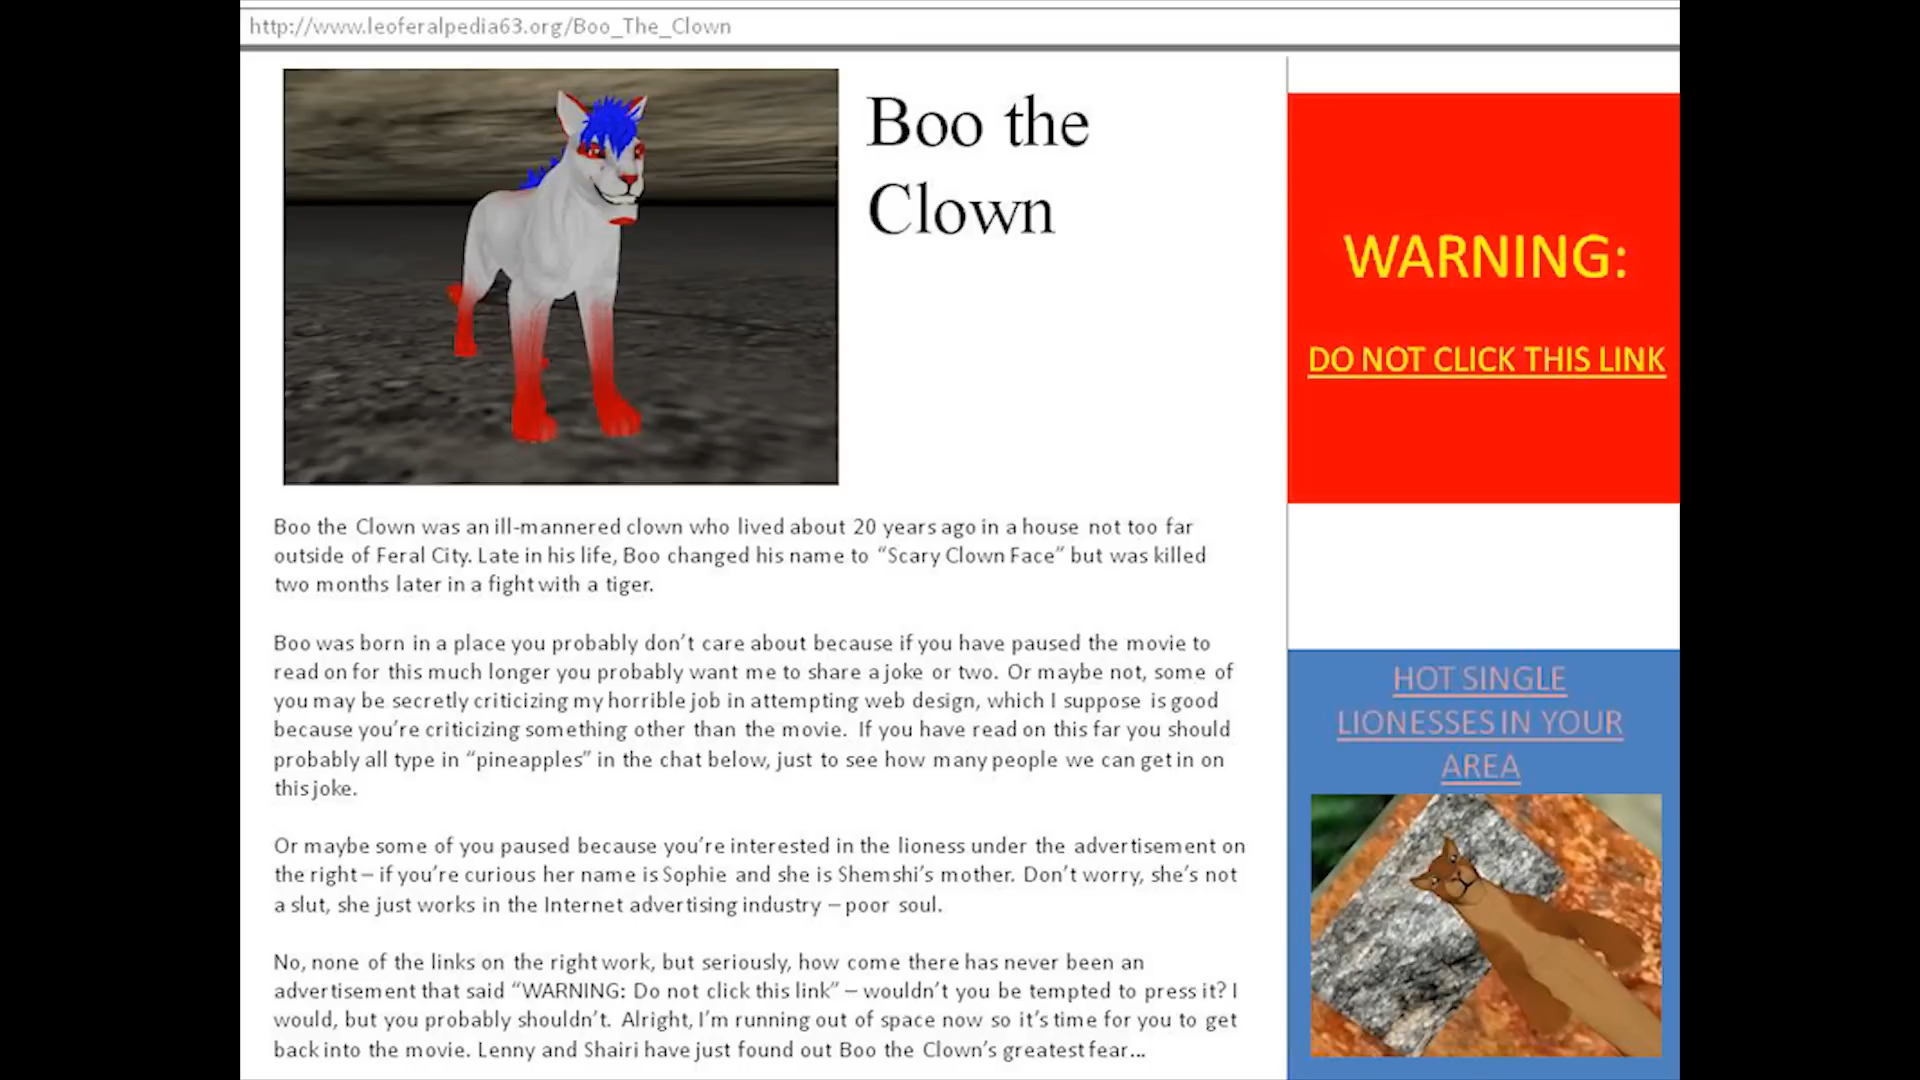 http://www.leoferalpedia63.org/Boo_The_Clown
Boo the
Clown
WARNING:
DO NOT CLICK THIS LINK
Boo the Clown was an ill-mannered clown who lived about 20 years ago in a house not too far
outside of Feral City. Late in his life, Boo changed his name to “Scary Clown Face” but was killed
two months later in a fight with a tiger.
Boo was born in a place you probably don’t care about because if you have paused the movie to
read on for this much longer you probably want me to share a joke or two. Or maybe not, some of
you may be secretly criticizing my horrible job in attempting web design, which I suppose is good
because you’re criticizing something other than the movie. If you have read on this far you should
probably all type in “pineapples” in the chat below, just to see how many people we can get in on
this joke.
Or maybe some of you paused because you’re interested in the lioness under the advertisement on
the right – if you’re curious her name is Sophie and she is Shemshi’s mother. Don’t worry, she’s not
a slut, she just works in the Internet advertising industry – poor soul.
No, none of the links on the right work, but seriously, how come there has never been an
advertisement that said “WARNING: Do not click this link” – wouldn’t you be tempted to press it? I
would, but you probably shouldn’t. Alright, I’m running out of space now so it’s time for you to get
back into the movie. Lenny and Shairi have just found out Boo the Clown’s greatest fear...
HOT SINGLE
LIONESSES IN YOUR
AREA